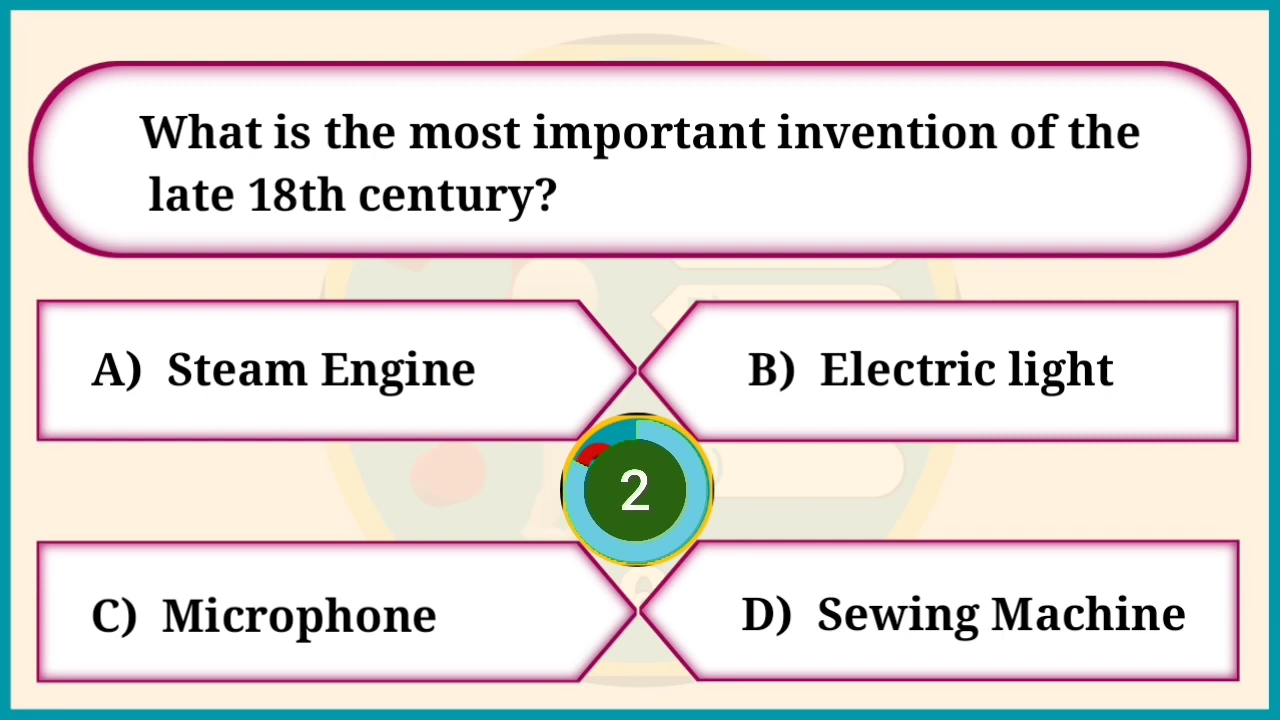 What is the most important invention of the
late 18th century?
A) Steam Engine
B) Electric light
2
C) Microphone
D) Sewing Machine